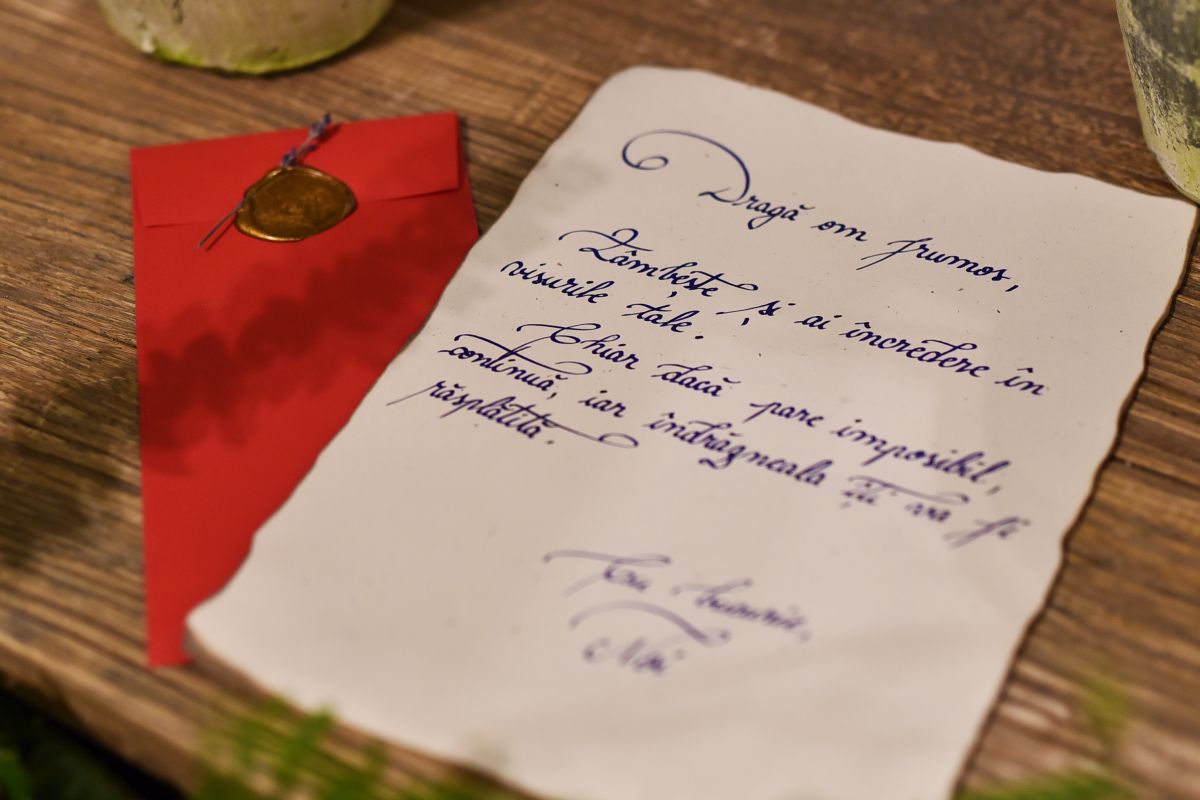 Dragă om frumos,
Zâmbește și ai încredere în
visurile tale.
Chiar dacă pare imposibil,
continuă, iar îndrăzneala îți va fi
răsplătită.
Cu bucurie,
Noi